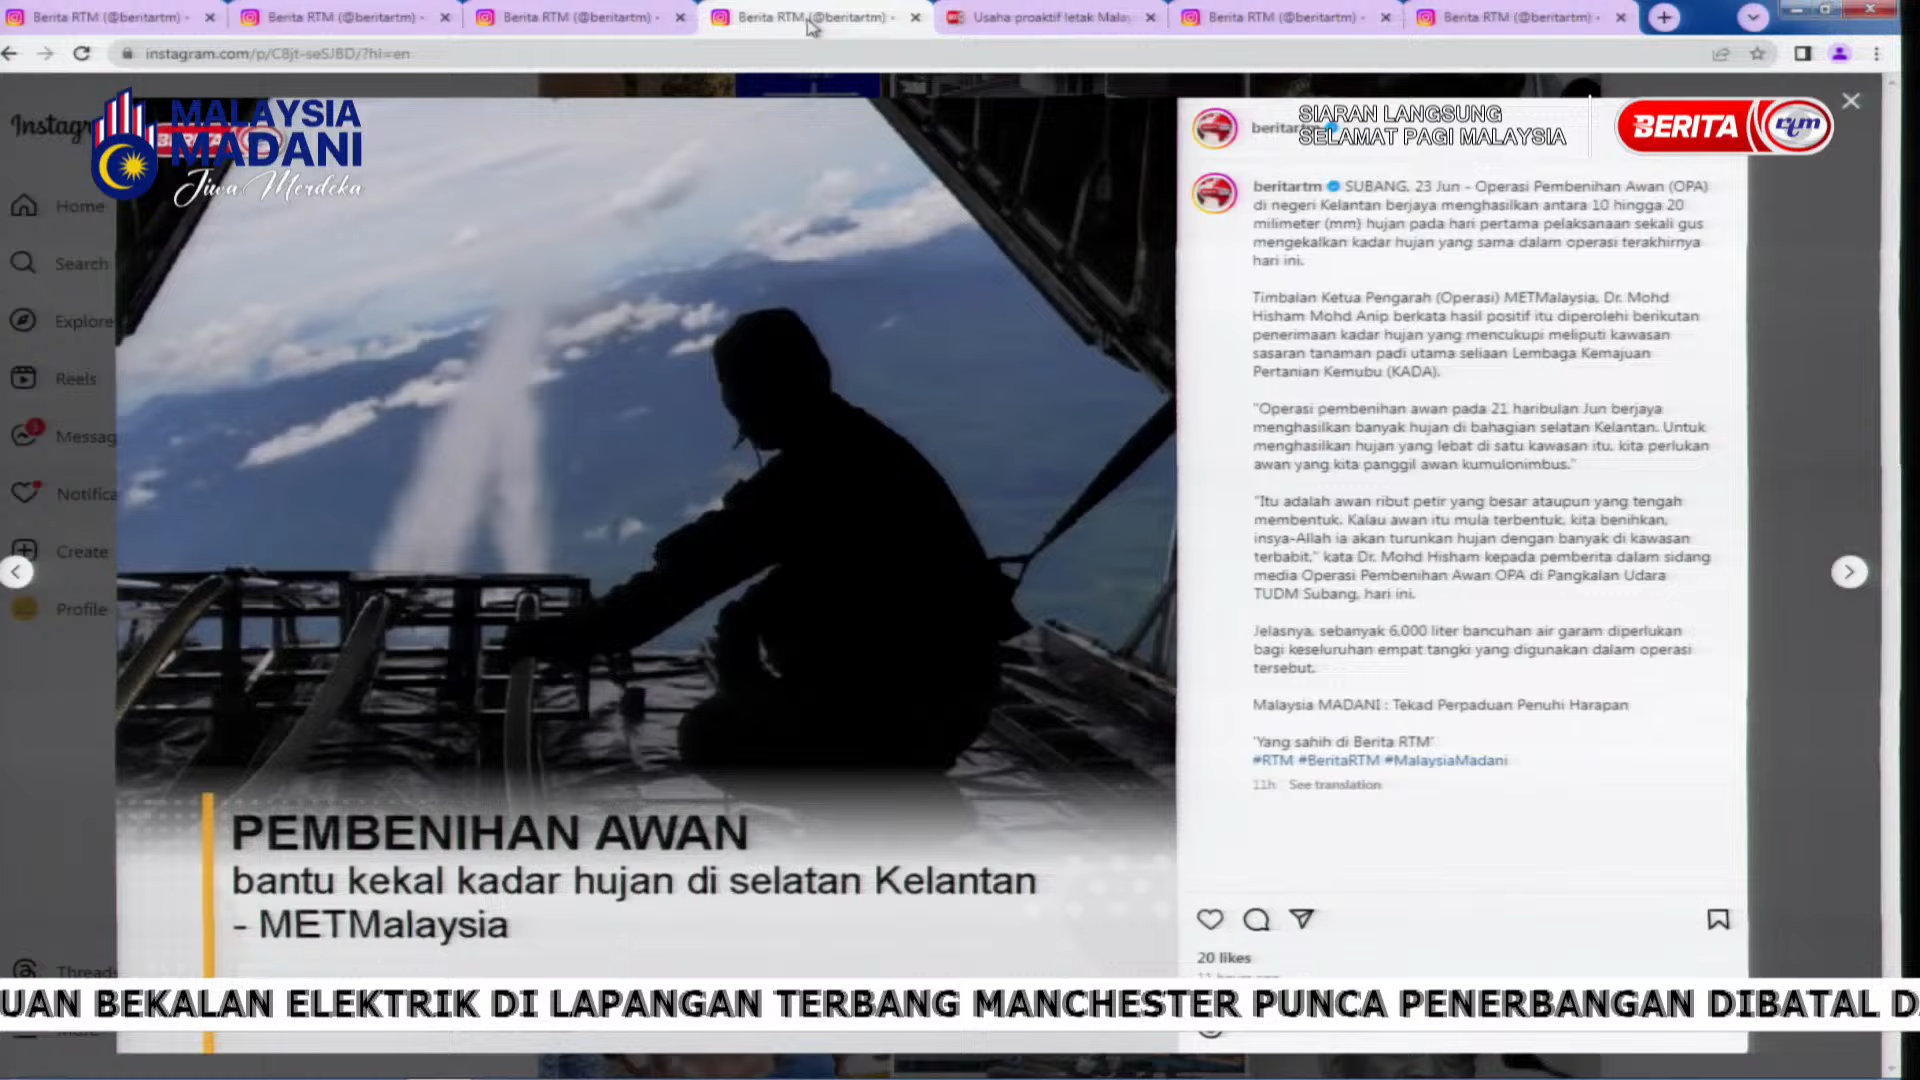 Berita RTM (@beritartm) -
Berita RTM (@beritartm) -
Berita RTM (@beritartm) -
Berita RTM (@beritartm) -
Usaha proaktif letak Malay
Berita RTM (@beritartm) -
Berita RTM (@beritartm) -
instagram.com/p/C8jt-seSJBD/?hl=en
Instagr
MALAYSIA
MADANI
Jiwa Merdeka
BERITA
SIARAN LANGSUNG
SELAMAT PAGI MALAYSIA
BERITA rtm
beritartm
Home
Search
Explore
Reels
Messag
Notifica
Create
Profile
Threads
beritartm SUBANG, 23 Jun - Operasi Pembenihan Awan (OPA)
di negeri Kelantan berjaya menghasilkan antara 10 hingga 20
milimeter (mm) hujan pada hari pertama pelaksanaan sekali gus
mengekalkan kadar hujan yang sama dalam operasi terakhirnya
hari ini.
Timbalan Ketua Pengarah (Operasi) METMalaysia, Dr. Mohd
Hisham Mohd Anip berkata hasil positif itu diperolehi berikutan
penerimaan kadar hujan yang mencukupi meliputi kawasan
sasaran tanaman padi utama seliaan Lembaga Kemajuan
Pertanian Kemubu (KADA).
"Operasi pembenihan awan pada 21 haribulan Jun berjaya
menghasilkan banyak hujan di bahagian selatan Kelantan. Untuk
menghasilkan hujan yang lebat di satu kawasan itu, kita perlukan
awan yang kita panggil awan kumulonimbus."
"Itu adalah awan ribut petir yang besar ataupun yang tengah
membentuk. Kalau awan itu mula terbentuk, kita benihkan,
insya-Allah ia akan turunkan hujan dengan banyak di kawasan
terbabit," kata Dr. Mohd Hisham kepada pemberita dalam sidang
media Operasi Pembenihan Awan OPA di Pangkalan Udara
TUDM Subang, hari ini.
Jelasnya, sebanyak 6,000 liter bancuhan air garam diperlukan
bagi keseluruhan empat tangki yang digunakan dalam operasi
tersebut.
Malaysia MADANI : Tekad Perpaduan Penuhi Harapan
'Yang sahih di Berita RTM'
#RTM #BeritaRTM #MalaysiaMadani
11h See translation
PEMBENIHAN AWAN
bantu kekal kadar hujan di selatan Kelantan
- METMalaysia
20 likes
11 hours ago
UAN BEKALAN ELEKTRIK DI LAPANGAN TERBANG MANCHESTER PUNCA PENERBANGAN DIBATAL D